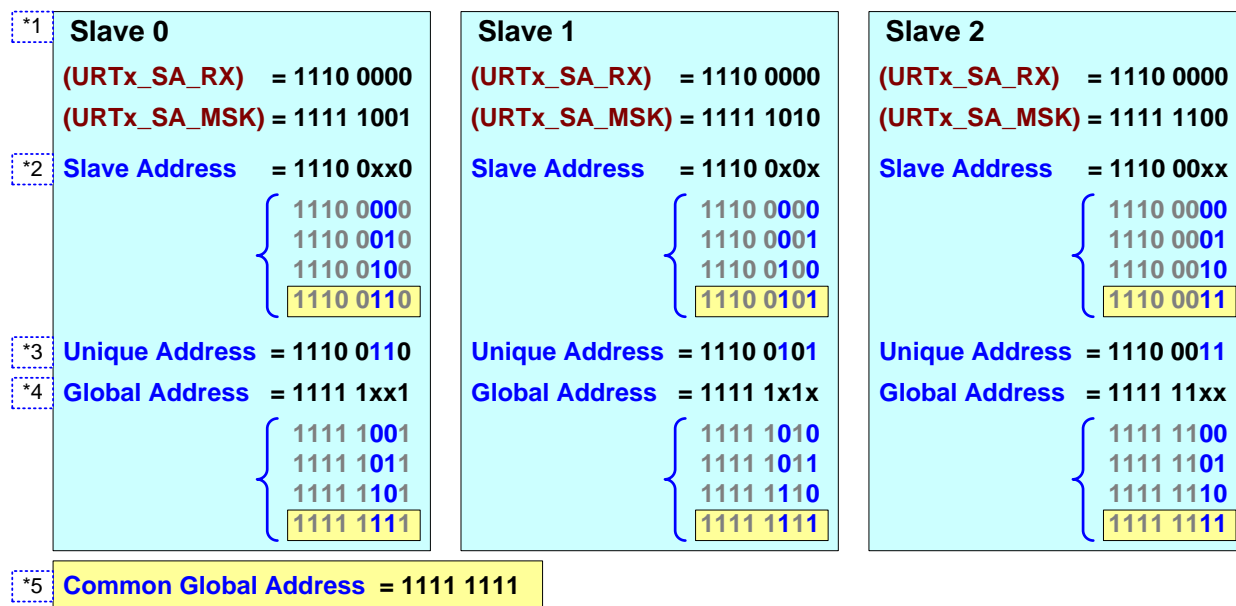 *1
Slave 0
(URTx_SA_RX) = 1110 0000
(URTx_SA_MSK) = 1111 1001
*2
Slave Address = 1110 0xx0
1110 0000
1110 0010
1110 0100
1110 0110
*3
Unique Address = 1110 0110
*4
Global Address = 1111 1xx1
1111 1001
1111 1011
1111 1101
1111 1111
Slave 1
(URTx_SA_RX) = 1110 0000
(URTx_SA_MSK) = 1111 1010
Slave Address = 1110 0x0x
1110 0000
1110 0001
1110 0100
1110 0101
Unique Address = 1110 0101
Global Address = 1111 1x1x
1111 1010
1111 1011
1111 1110
1111 1111
Slave 2
(URTx_SA_RX) = 1110 0000
(URTx_SA_MSK) = 1111 1100
Slave Address = 1110 00xx
1110 0000
1110 0001
1110 0010
1110 0011
Unique Address = 1110 0011
Global Address = 1111 11xx
1111 1100
1111 1101
1111 1110
1111 1111
*5
Common Global Address = 1111 1111